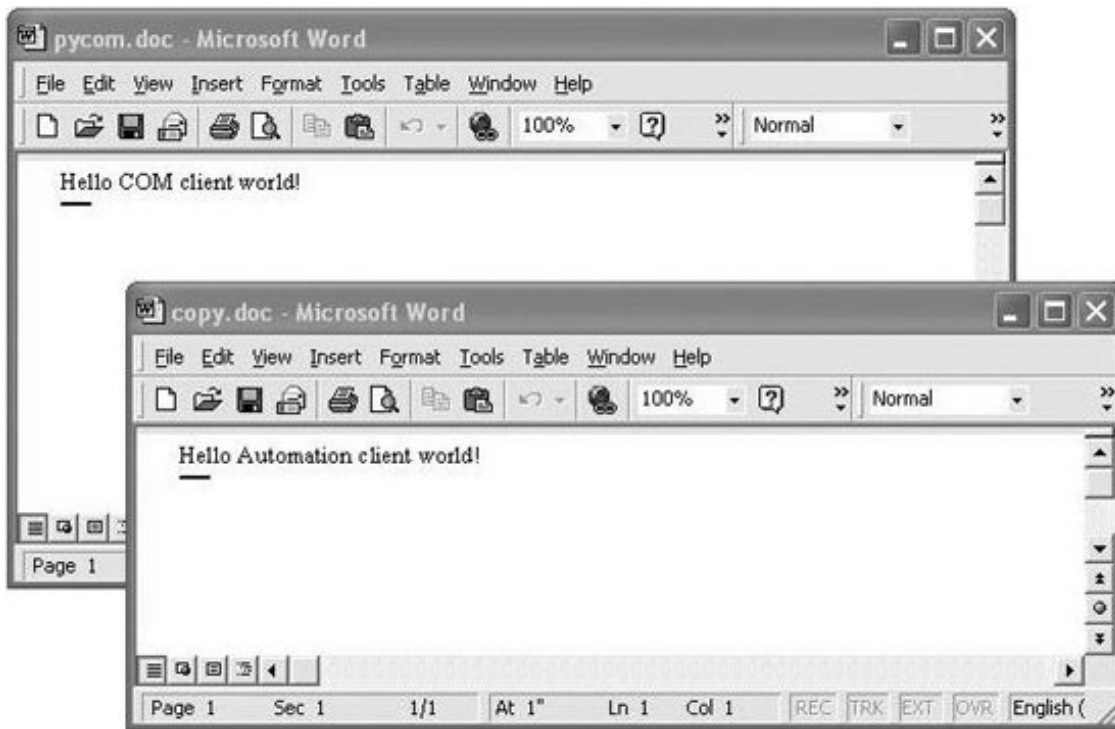 pycom.doc - Microsoft Word
File Edit View Insert Format Tools Table Window Help
100% Normal
Hello COM client world!
Page 1
copy.doc - Microsoft Word
File Edit View Insert Format Tools Table Window Help
100% Normal
Hello Automation client world!
Page 1 Sec 1 1/1 At 1" Ln 1 Col 1 REC TRK EXT OVR English (